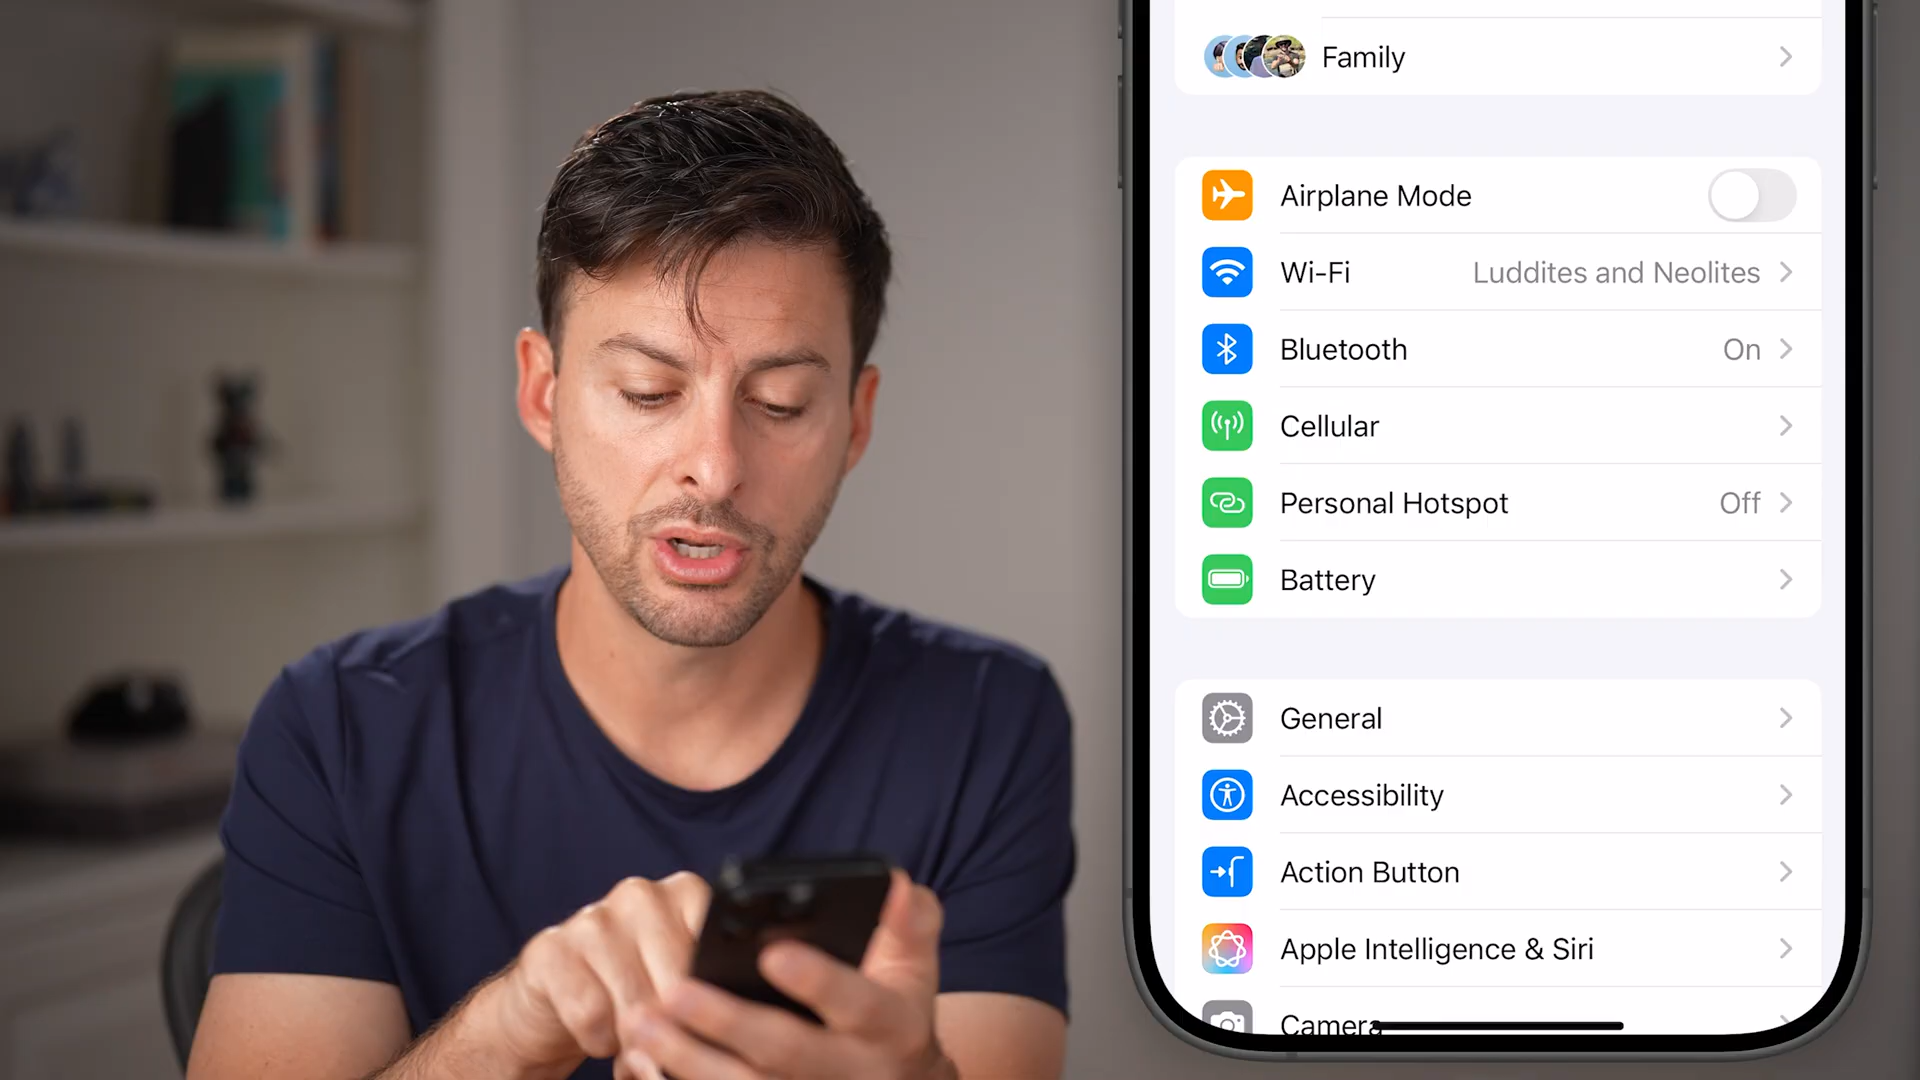 Family
Airplane Mode
Wi-Fi Luddites and Neolites
Bluetooth On
Cellular
Personal Hotspot Off
Battery
General
Accessibility
Action Button
Apple Intelligence & Siri
Camera